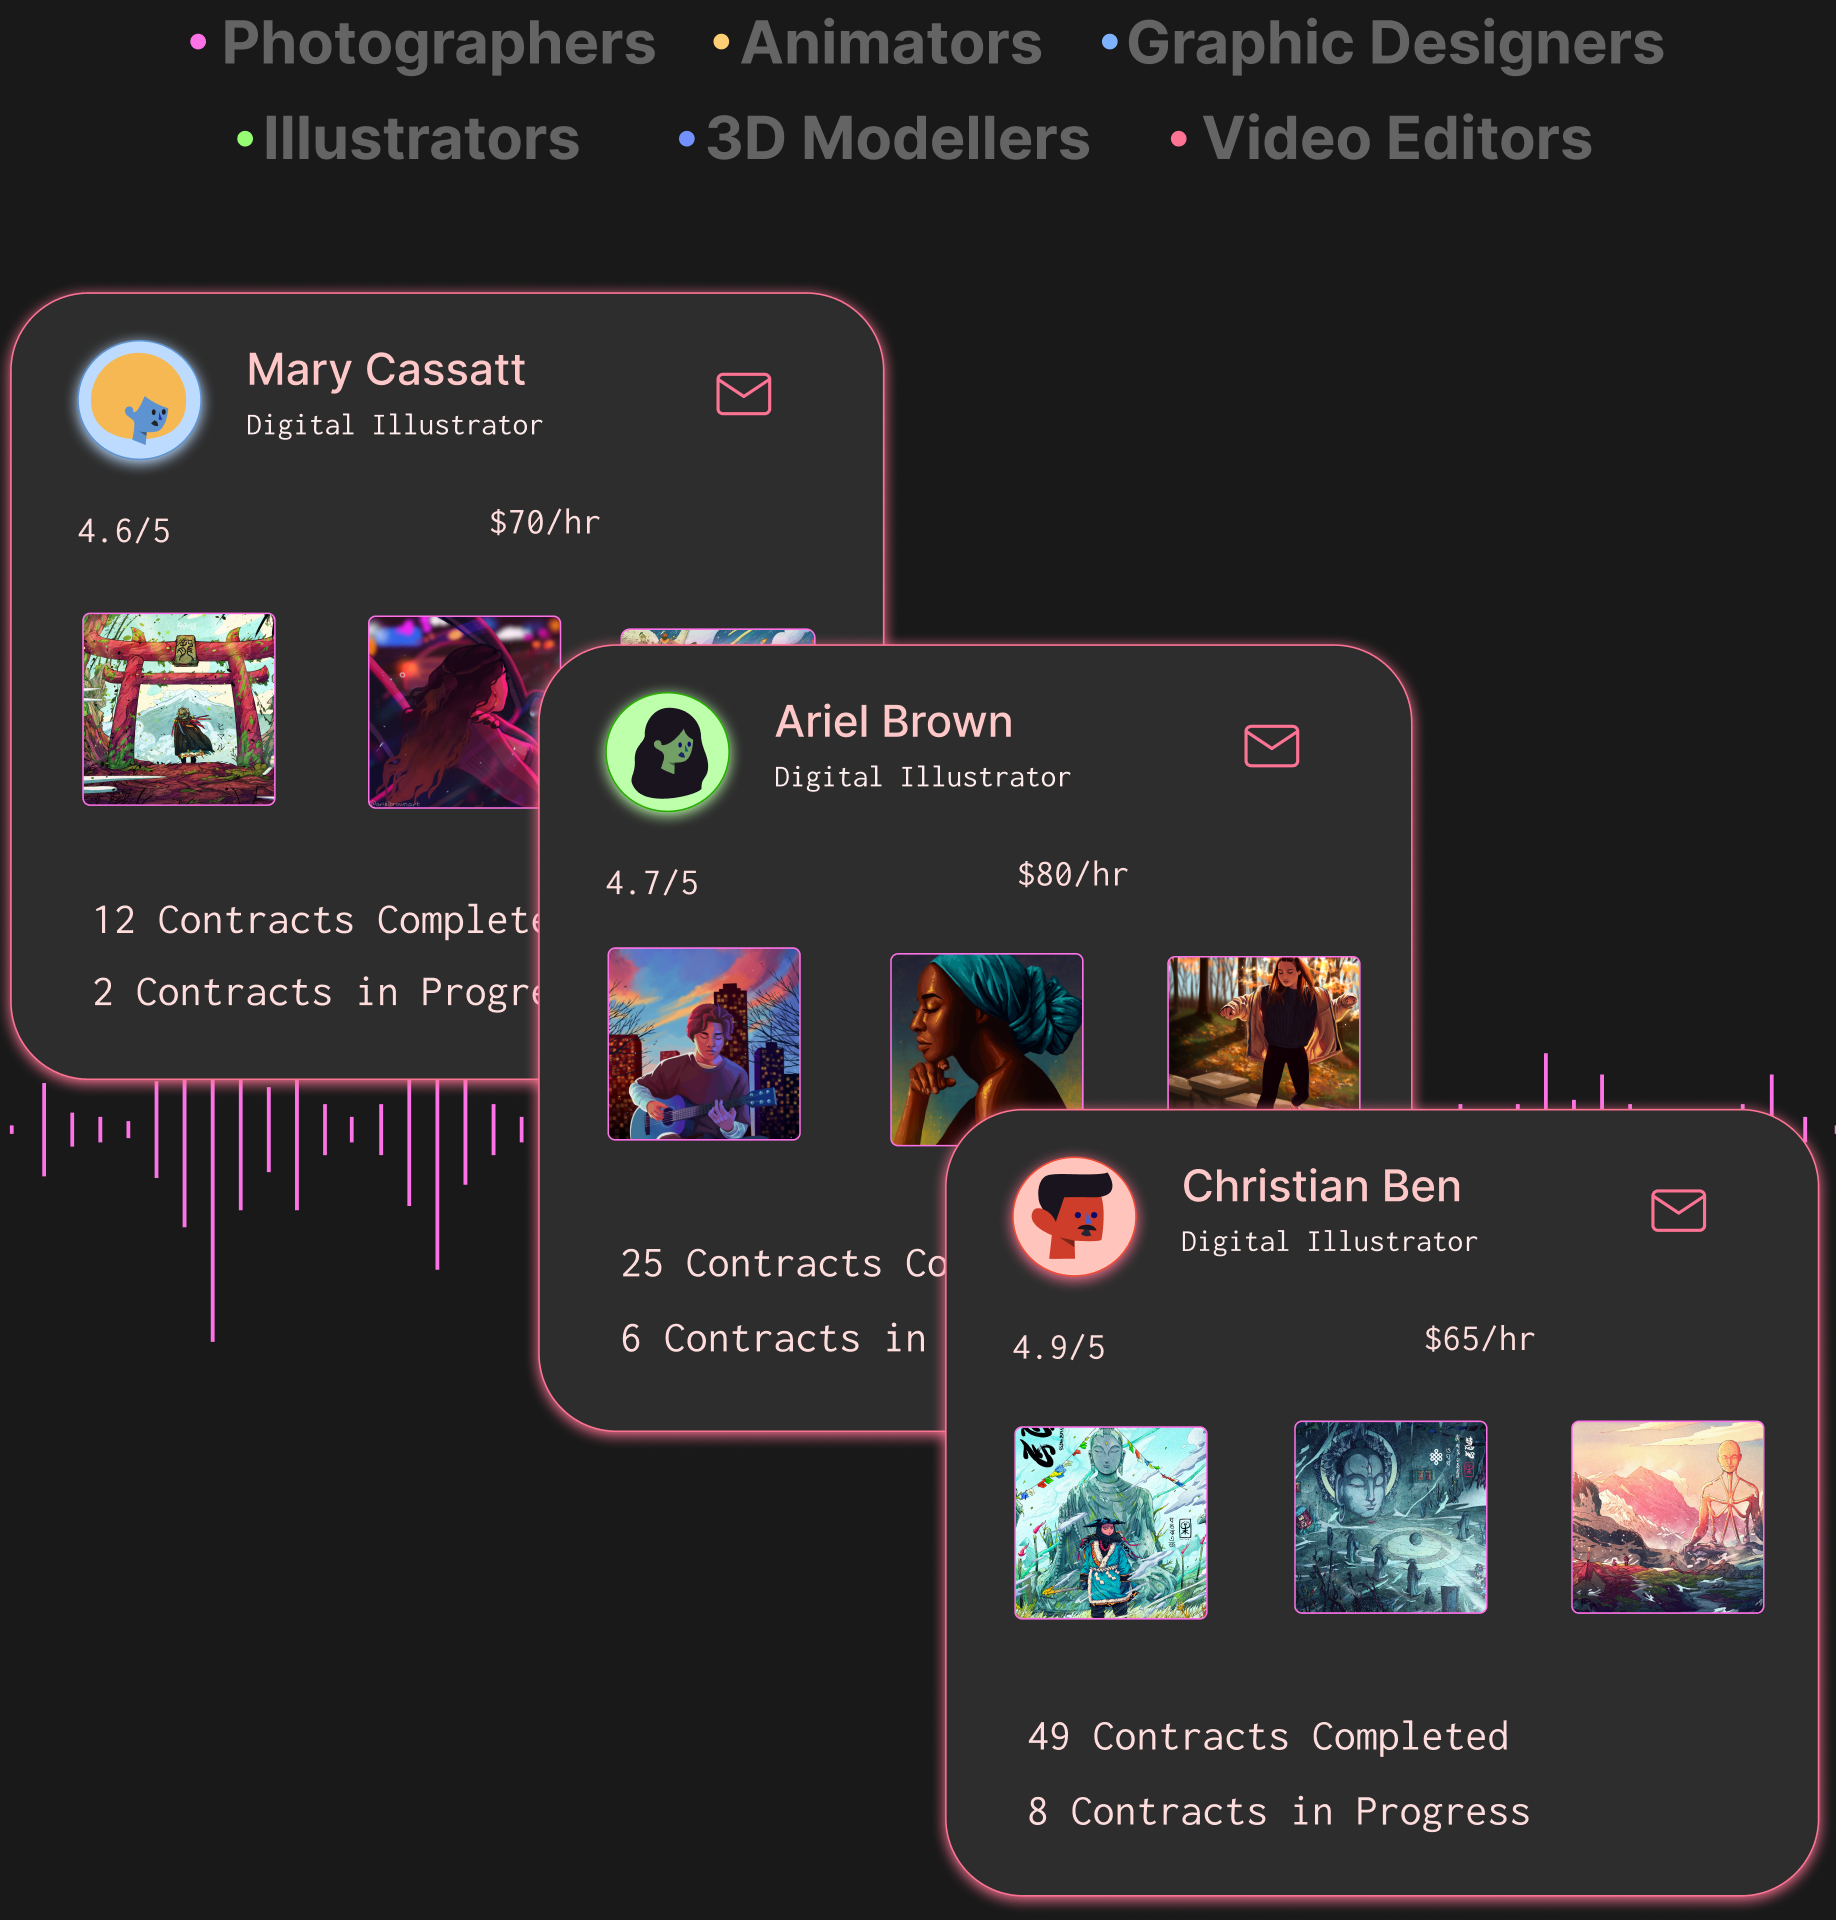 Photographers Animators Graphic Designers
Illustrators 3D Modellers Video Editors
Mary Cassatt
Digital Illustrator
4.6/5 $70/hr
12 Contracts Complete
2 Contracts in Progre
Ariel Brown
Digital Illustrator
4.7/5 $80/hr
25 Contracts Co
6 Contracts in
Christian Ben
Digital Illustrator
4.9/5 $65/hr
49 Contracts Completed
8 Contracts in Progress